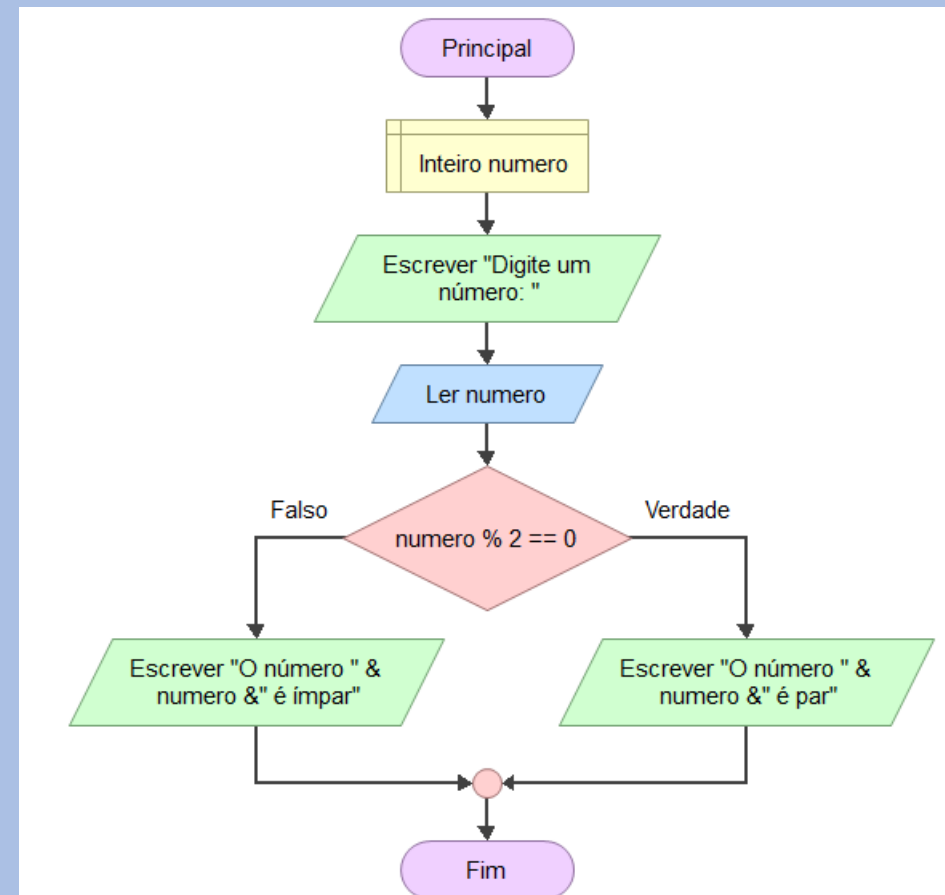 Principal
Inteiro numero
Escrever "Digite um
número: "
Ler numero
Falso
Verdade
numero % 2 == 0
Escrever "O número " &
numero &" é ímpar"
Escrever "O número " &
numero &" é par"
Fim